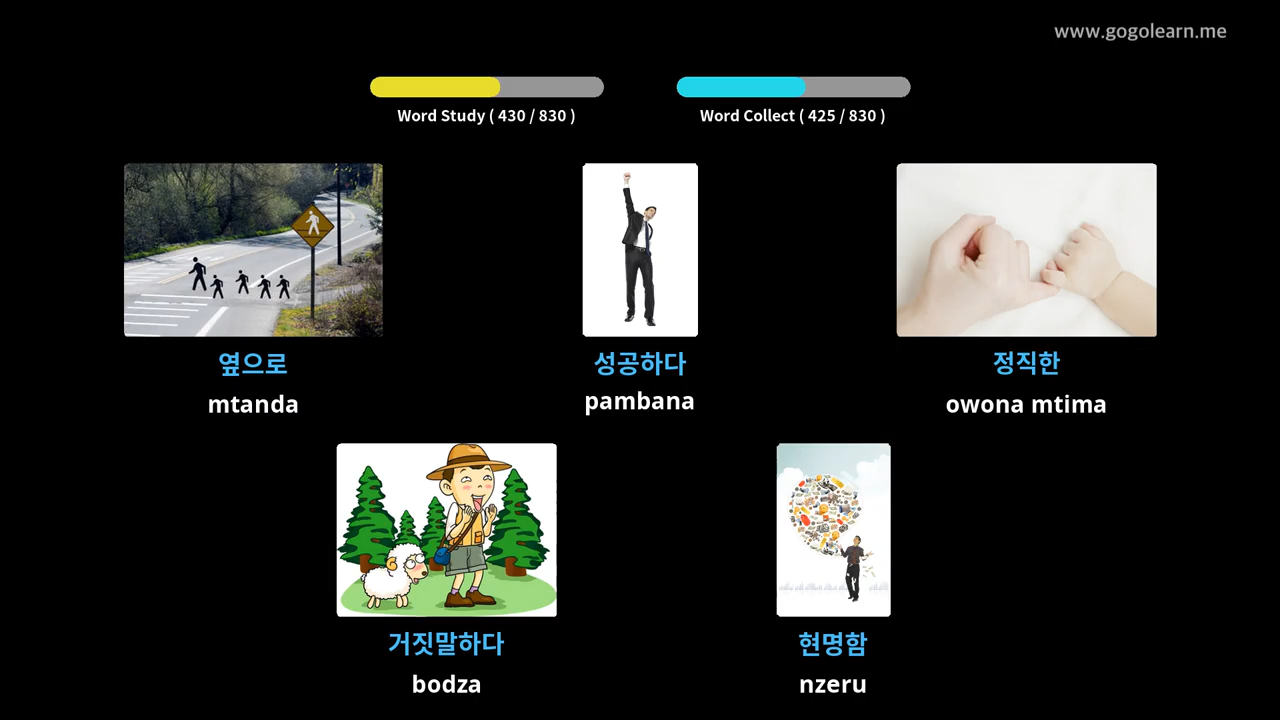 www.gogolearn.me
Word Study ( 430 / 830 )
Word Collect ( 425 / 830 )
옆으로
mtanda
성공하다
pambana
정직한
owona mtima
거짓말하다
bodza
현명함
nzeru